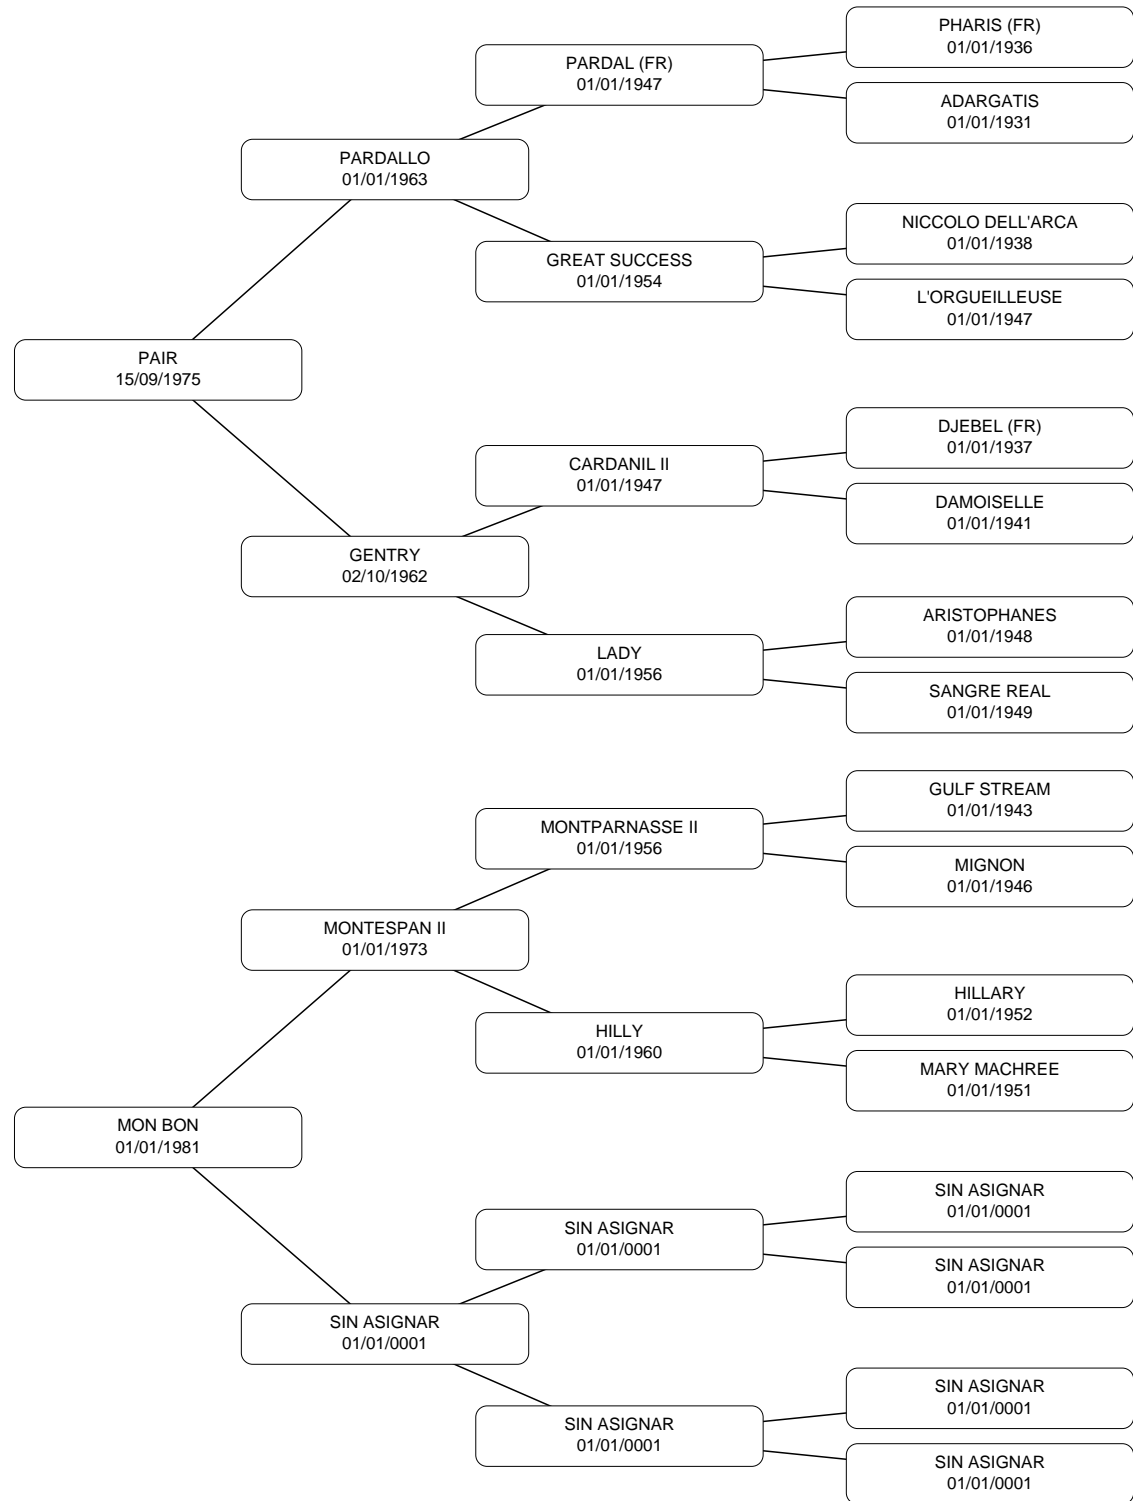 PHARIS (FR)
01/01/1936
PARDAL (FR)
01/01/1947
ADARGATIS
01/01/1931
PARDALLO
01/01/1963
NICCOLO DELL'ARCA
01/01/1938
GREAT SUCCESS
01/01/1954
L'ORGUEILLEUSE
01/01/1947
PAIR
15/09/1975
DJEBEL (FR)
01/01/1937
CARDANIL II
01/01/1947
DAMOISELLE
01/01/1941
GENTRY
02/10/1962
ARISTOPHANES
01/01/1948
LADY
01/01/1956
SANGRE REAL
01/01/1949
GULF STREAM
01/01/1943
MONTPARNASSE II
01/01/1956
MIGNON
01/01/1946
MONTESPAN II
01/01/1973
HILLARY
01/01/1952
HILLY
01/01/1960
MARY MACHREE
01/01/1951
MON BON
01/01/1981
SIN ASIGNAR
01/01/0001
SIN ASIGNAR
01/01/0001
SIN ASIGNAR
01/01/0001
SIN ASIGNAR
01/01/0001
SIN ASIGNAR
01/01/0001
SIN ASIGNAR
01/01/0001
SIN ASIGNAR
01/01/0001